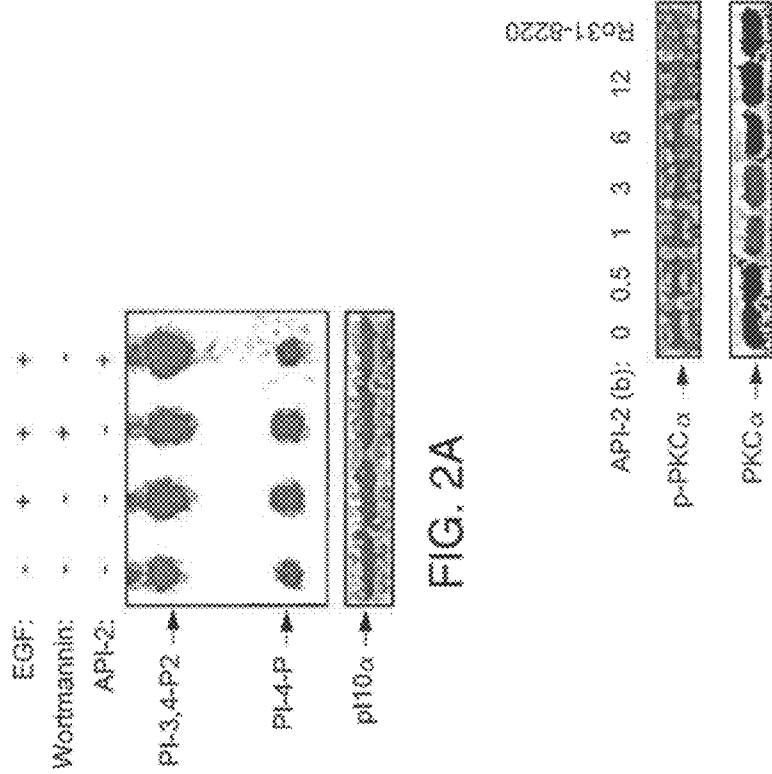 EGF: - + + +
Wortmannin: - - + -
API-2: - - - +
PI-3,4-P2
PI-4-P
pI10α
FIG. 2A
API-2 (b): 0 0.5 1 3 6 12 Ro31-8220
p-PKCα
PKCα